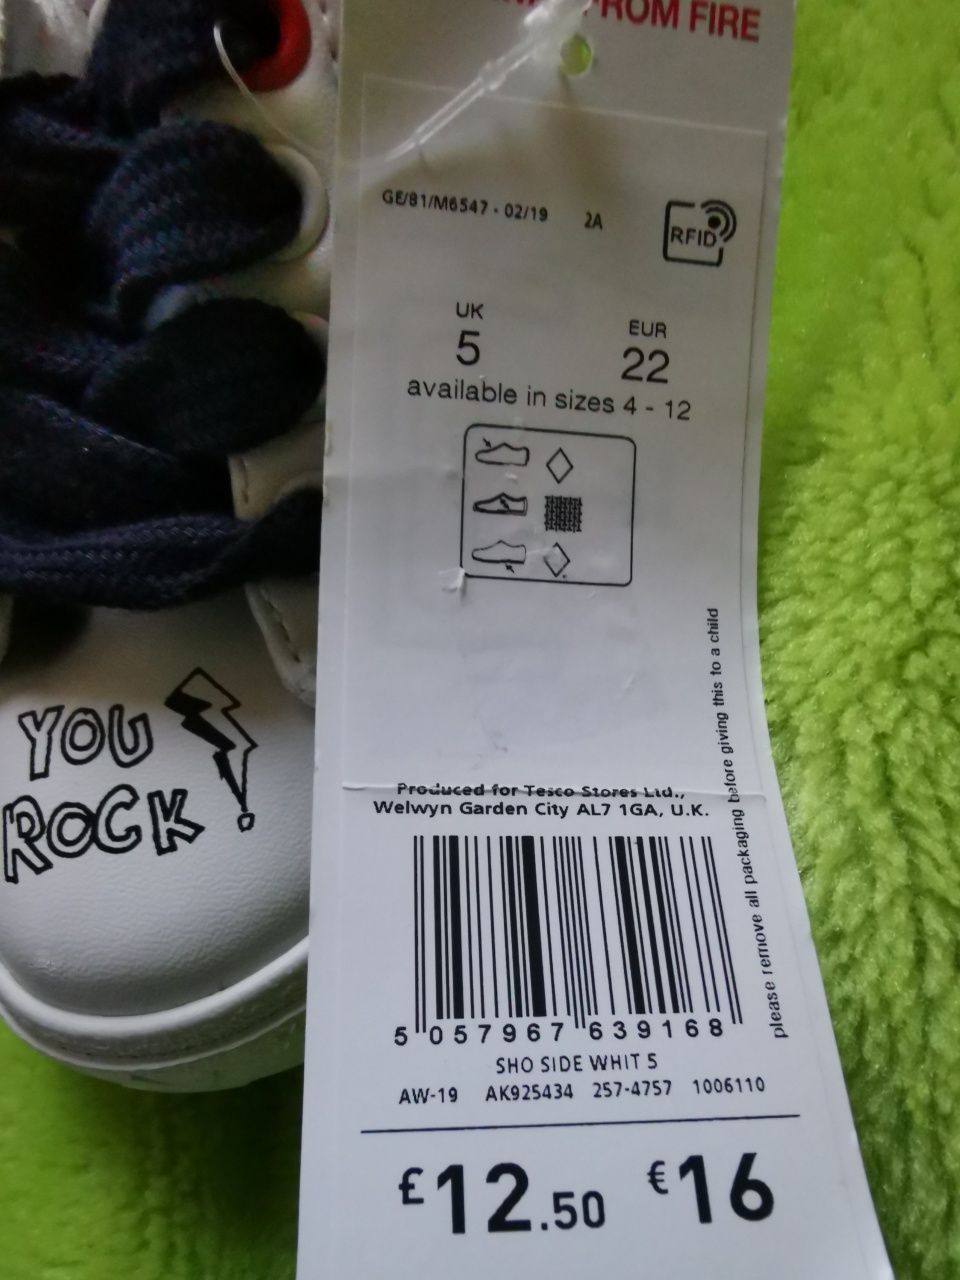 FROM FIRE
GE/81/M6547 - 02/19 2A
RFID
UK
5
EUR
22
available in sizes 4 - 12
YOU
ROCK!
please remove all packaging before giving this to a child
Produced for Tesco Stores Ltd.,
Welwyn Garden City AL7 1GA, U.K.
5 057967 639168
SHO SIDE WHIT 5
AW-19 AK925434 257-4757 1006110
£12.50 €16